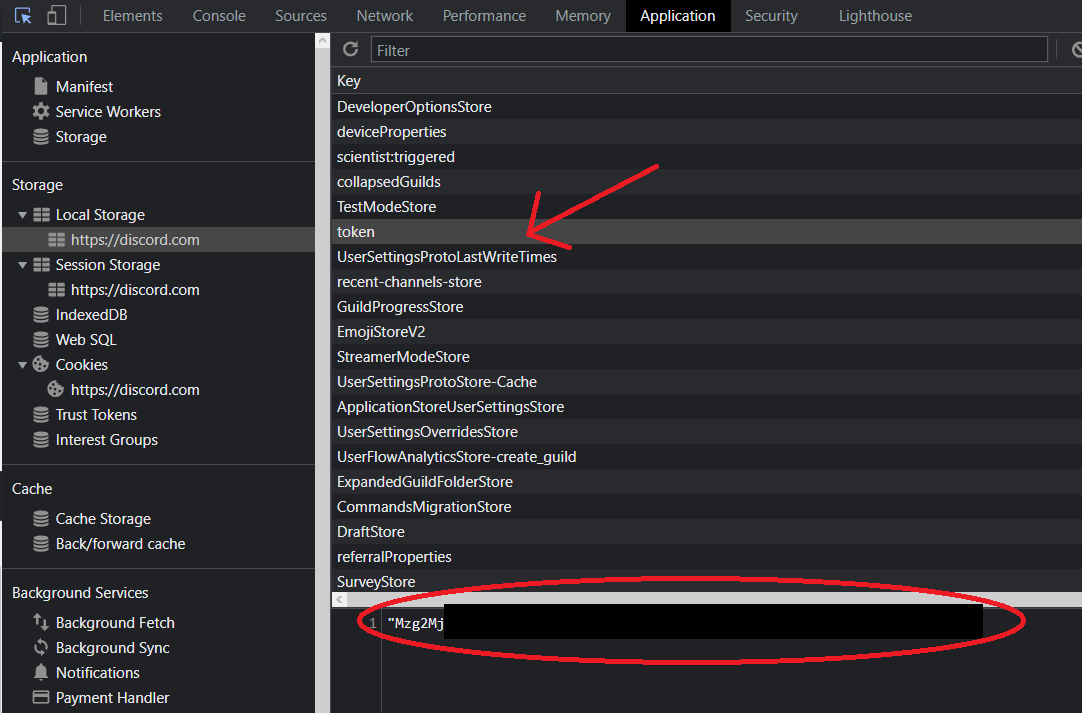 Elements Console Sources Network Performance Memory Application Security Lighthouse
Application
Manifest
Service Workers
Storage
Storage
Local Storage
https://discord.com
Session Storage
https://discord.com
IndexedDB
Web SQL
Cookies
https://discord.com
Trust Tokens
Interest Groups
Cache
Cache Storage
Back/forward cache
Background Services
Background Fetch
Background Sync
Notifications
Payment Handler
Filter
Key
DeveloperOptionsStore
deviceProperties
scientist:triggered
collapsedGuilds
TestModeStore
token
UserSettingsProtoLastWriteTimes
recent-channels-store
GuildProgressStore
EmojiStoreV2
StreamerModeStore
UserSettingsProtoStore-Cache
ApplicationStoreUserSettingsStore
UserSettingsOverridesStore
UserFlowAnalyticsStore-create_guild
ExpandedGuildFolderStore
CommandsMigrationStore
DraftStore
referralProperties
SurveyStore
1 "Mzg2Mj